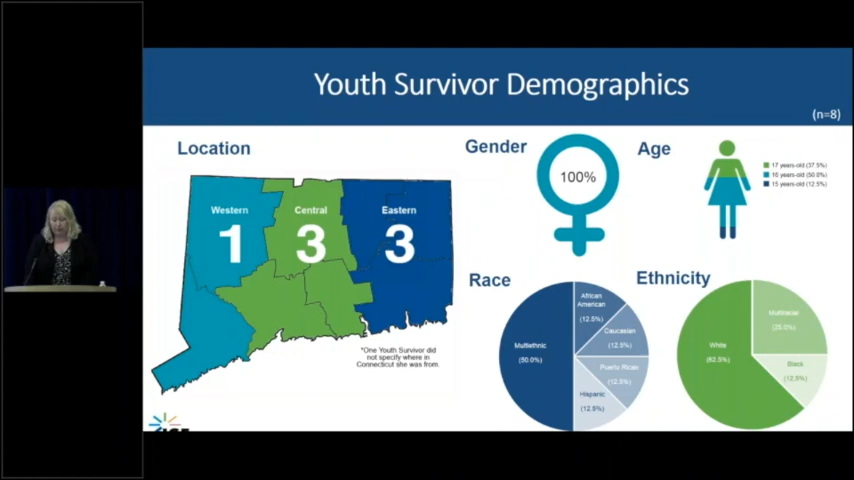 Youth Survivor Demographics
(n=8)
Location
Western
1
Central
3
Eastern
3
*One Youth Survivor did
not specify where in
Connecticut she was from.
Gender
100%
Age
17 years-old (37.5%)
16 years-old (50.0%)
15 years-old (12.5%)
Race
African
American
(12.5%)
Caucasian
(12.5%)
Puerto Rican
(12.5%)
Hispanic
(12.5%)
Multiethnic
(50.0%)
Ethnicity
Multiracial
(25.0%)
Black
(12.5%)
White
(62.5%)